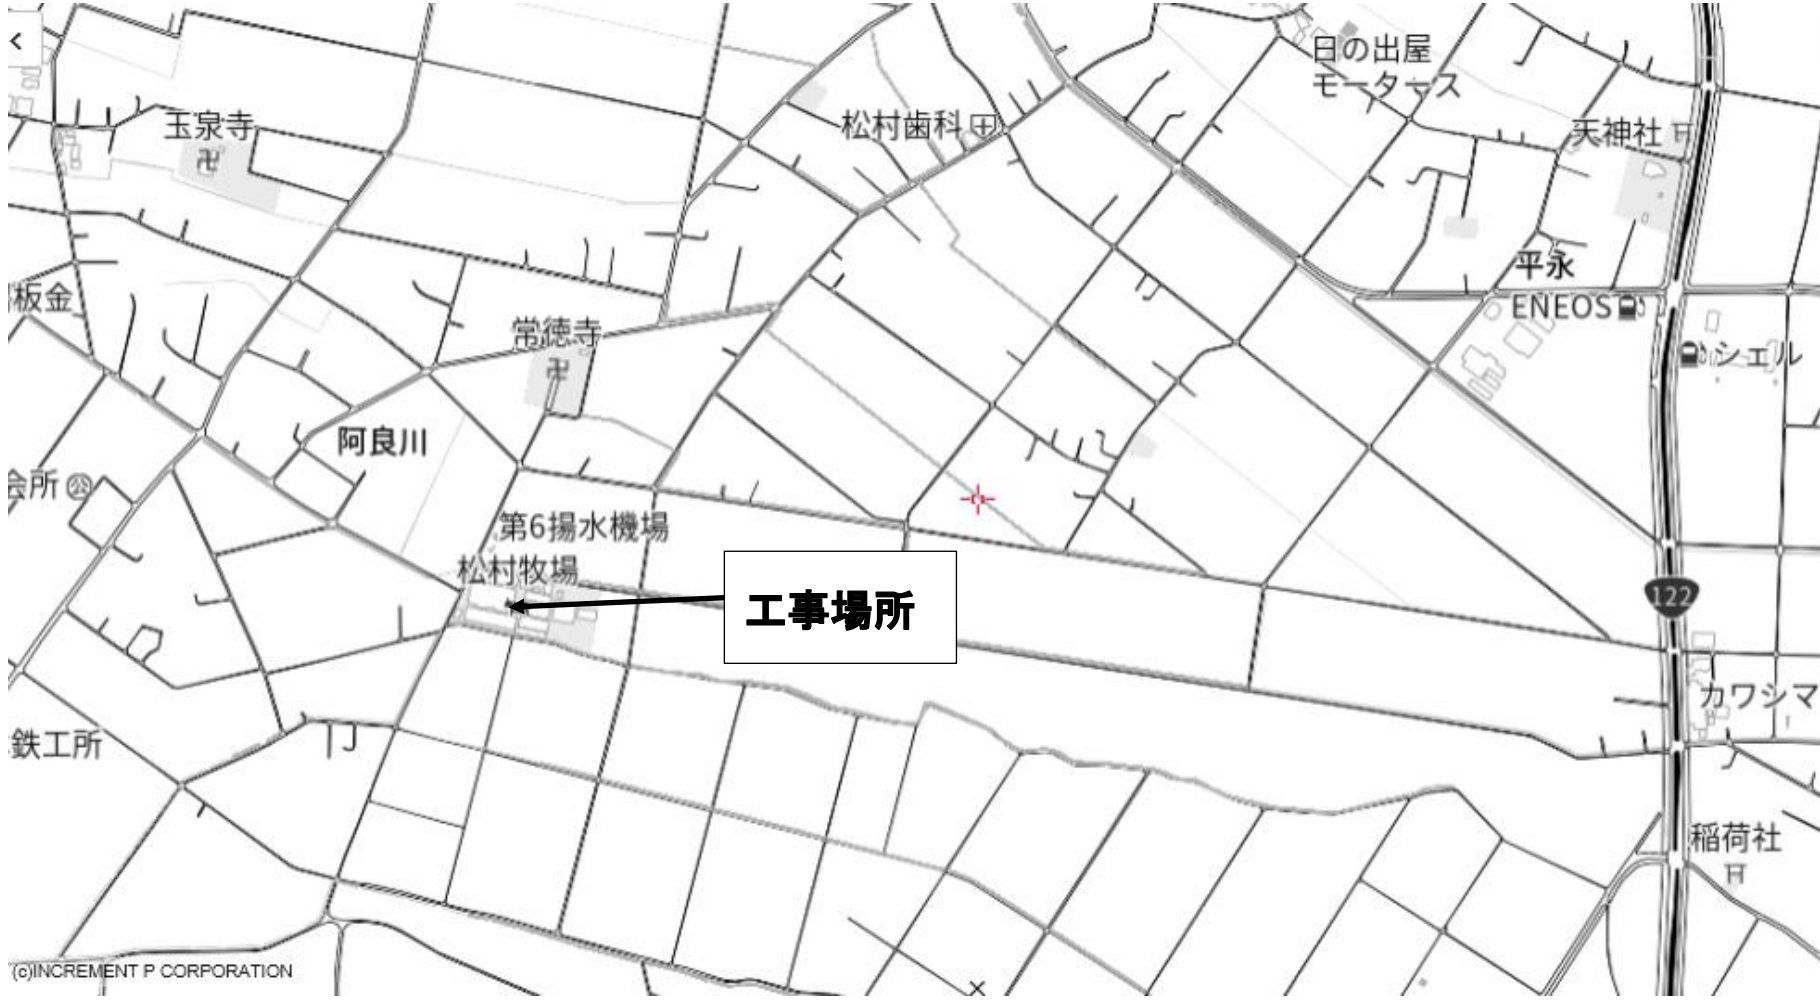 日の出屋
モータース
玉泉寺
松村歯科
天神社
平永
ENEOS
板金
常徳寺
シェル
阿良川
会所
公
第6揚水機場
松村牧場
工事場所
122
カワシマ
鉄工所
稲荷社
(c)INCREMENT P CORPORATION